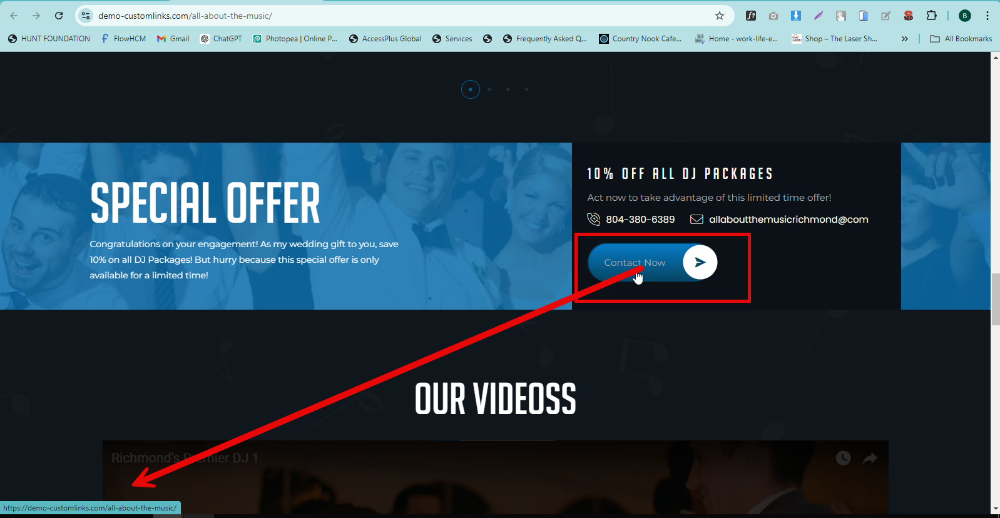 demo-customlinks.com/all-about-the-music/
f?
SEO
B
HUNT FOUNDATION
FlowHCM
Gmail
ChatGPT
Photopea | Online P...
AccessPlus Global
Services
Frequently Asked Q...
Country Nook Cafe...
Home - work-life-e...
Shop – The Laser Sh...
»
All Bookmarks
SPECIAL OFFER
Congratulations on your engagement! As my wedding gift to you, save
10% on all DJ Packages! But hurry because this special offer is only
available for a limited time!
10% OFF ALL DJ PACKAGES
Act now to take advantage of this limited time offer!
804-380-6389
allaboutthemusicrichmond@com
Contact Now
OUR VIDEOSS
Richmond's Premier DJ 1
https://demo-customlinks.com/all-about-the-music/